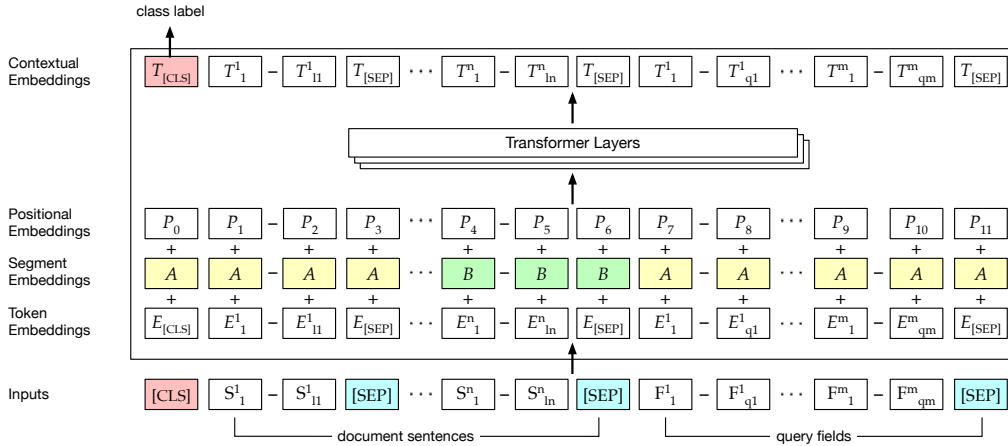 class label
Contextual Embeddings T[CLS] T¹₁ – T¹l1 T[SEP] ··· Tⁿ₁ – Tⁿln T[SEP] T¹₁ – T¹q1 ··· Tᵐ₁ – Tᵐqm T[SEP]
Transformer Layers
Positional Embeddings P₀ P₁ – P₂ P₃ ··· P₄ – P₅ P₆ P₇ – P₈ ··· P₉ P₁₀ P₁₁
+ + + + + + + + + + + +
Segment Embeddings A A – A A ··· B – B B A – A ··· A – A A
+ + + + + + + + + + + +
Token Embeddings E[CLS] E¹₁ – E¹l1 E[SEP] ··· Eⁿ₁ – Eⁿln E[SEP] E¹₁ – E¹q1 ··· Eᵐ₁ – Eᵐqm E[SEP]
Inputs [CLS] S¹₁ – S¹l1 [SEP] ··· Sⁿ₁ – Sⁿln [SEP] F¹₁ – F¹q1 ··· Fᵐ₁ – Fᵐqm [SEP]
document sentences query fields